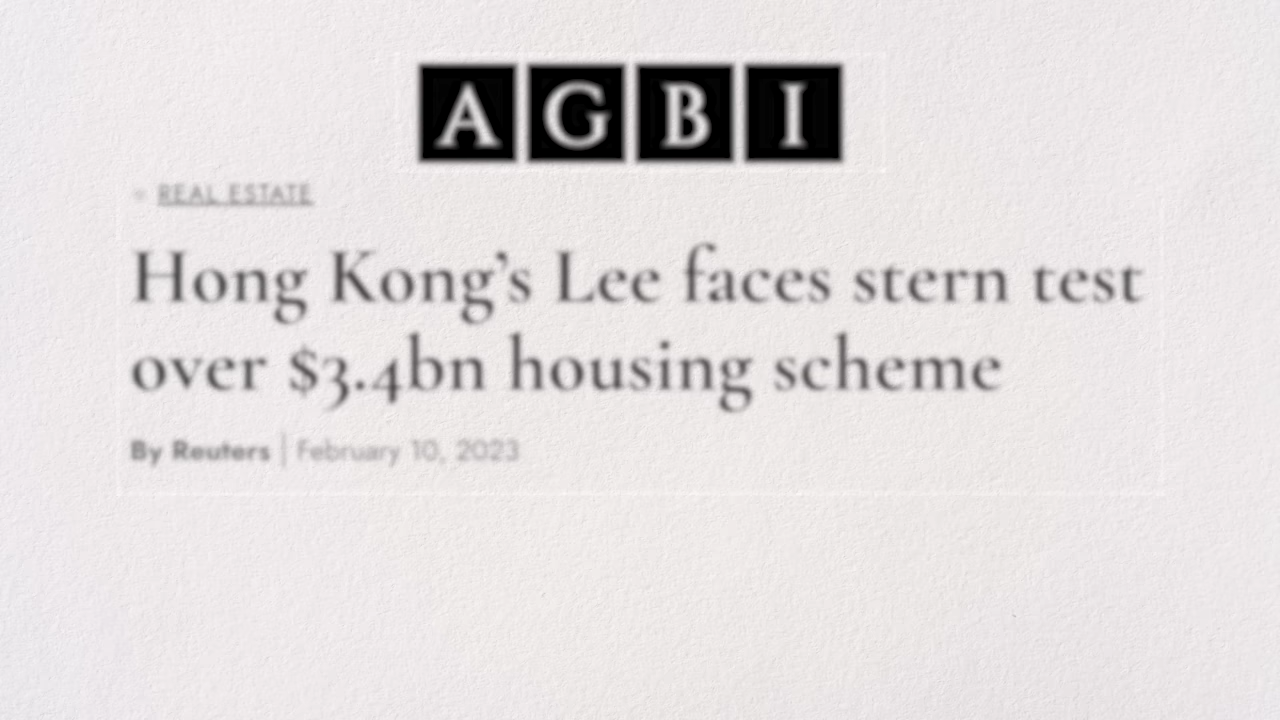 AGBI
REAL ESTATE
Hong Kong’s Lee faces stern test
over $3.4bn housing scheme
By Reuters | February 10, 2023